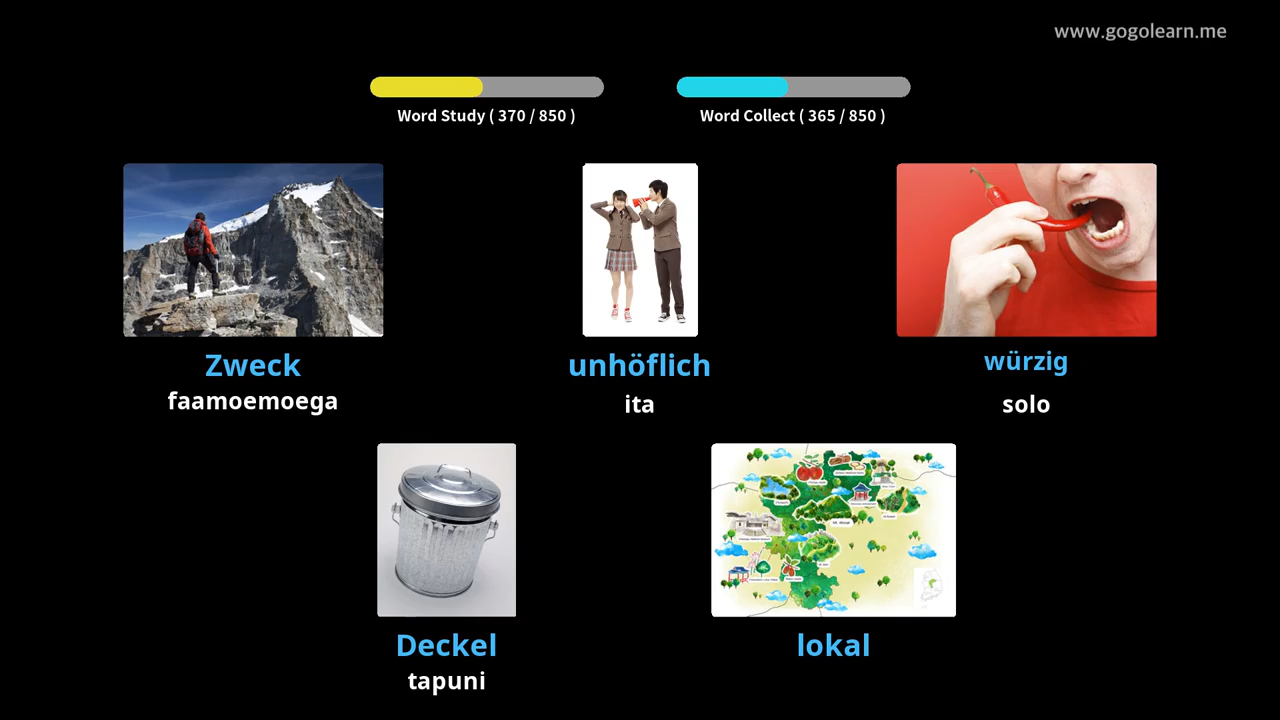 www.gogolearn.me
Word Study ( 370 / 850 )
Word Collect ( 365 / 850 )
Zweck
faamoemoega
unhöflich
ita
würzig
solo
Deckel
tapuni
lokal